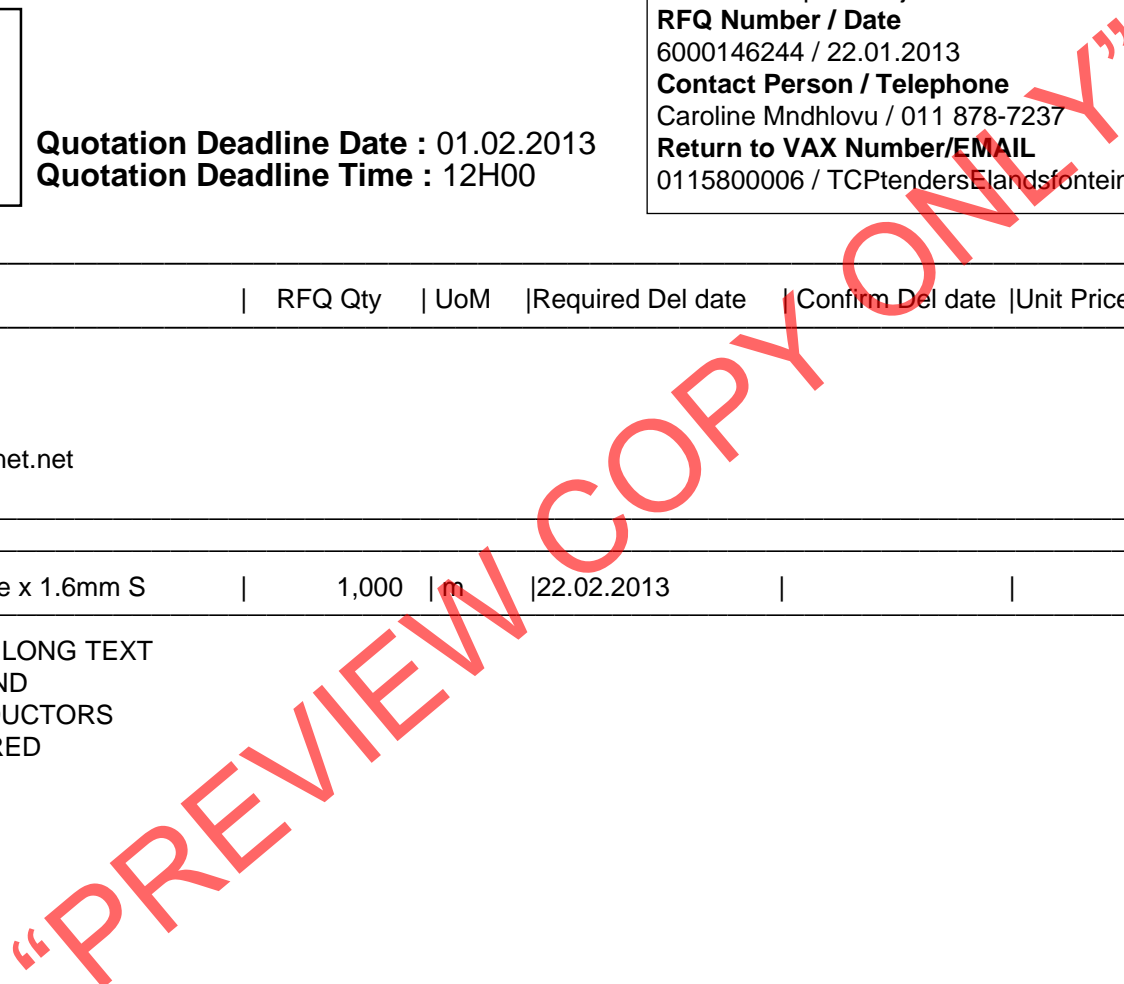 RFQ Number / Date
6000146244 / 22.01.2013
Contact Person / Telephone
Caroline Mndhlovu / 011 878-7237
Quotation Deadline Date : 01.02.2013
Quotation Deadline Time : 12H00
Return to VAX Number/EMAIL
0115800006 / TCPtendersElandsfontein
| RFQ Qty | UoM |Required Del date | Confirm Del date |Unit Price
net.net
e x 1.6mm S | 1,000 | m |22.02.2013 | |
LONG TEXT
ND
UCTORS
RED
“PREVIEW COPY ONLY”